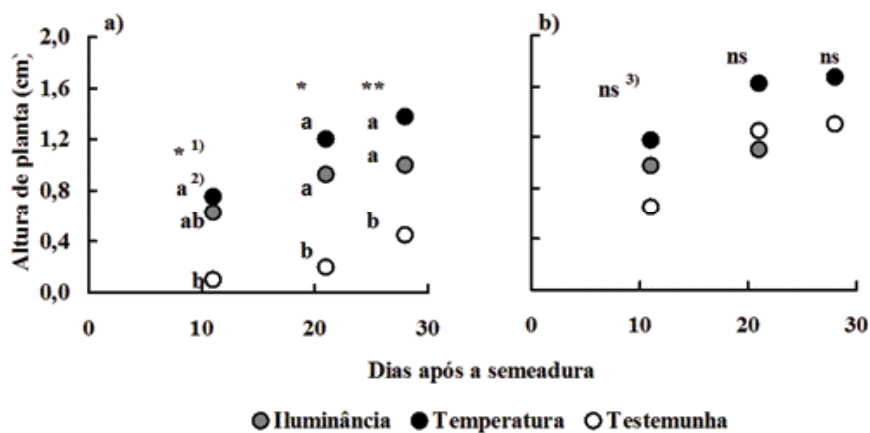 a)
b)
Altura de planta (cm)
2,0
1,6
1,2
0,8
0,4
0,0
* 1)
a 2)
ab
b
*
a
a
b
**
a
a
b
ns 3)
ns
ns
0 10 20 30
0 10 20 30
Dias após a semeadura
Iluminância Temperatura Testemunha